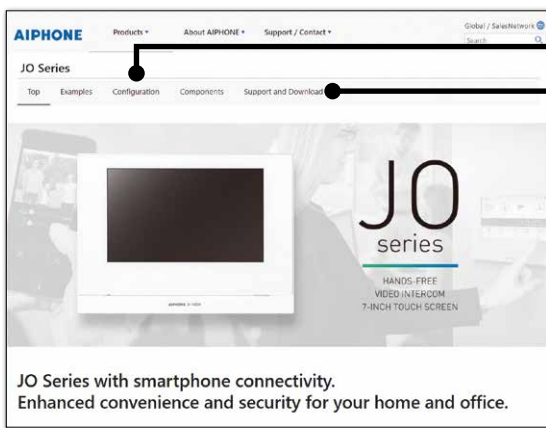 AIPHONE Products About AIPHONE Support / Contact Global / SalesNetwork
Search
JO Series
Top Examples Configuration Components Support and Download
JO
series
HANDS-FREE
VIDEO INTERCOM
7-INCH TOUCH SCREEN
AIPHONE
JO Series with smartphone connectivity.
Enhanced convenience and security for your home and office.